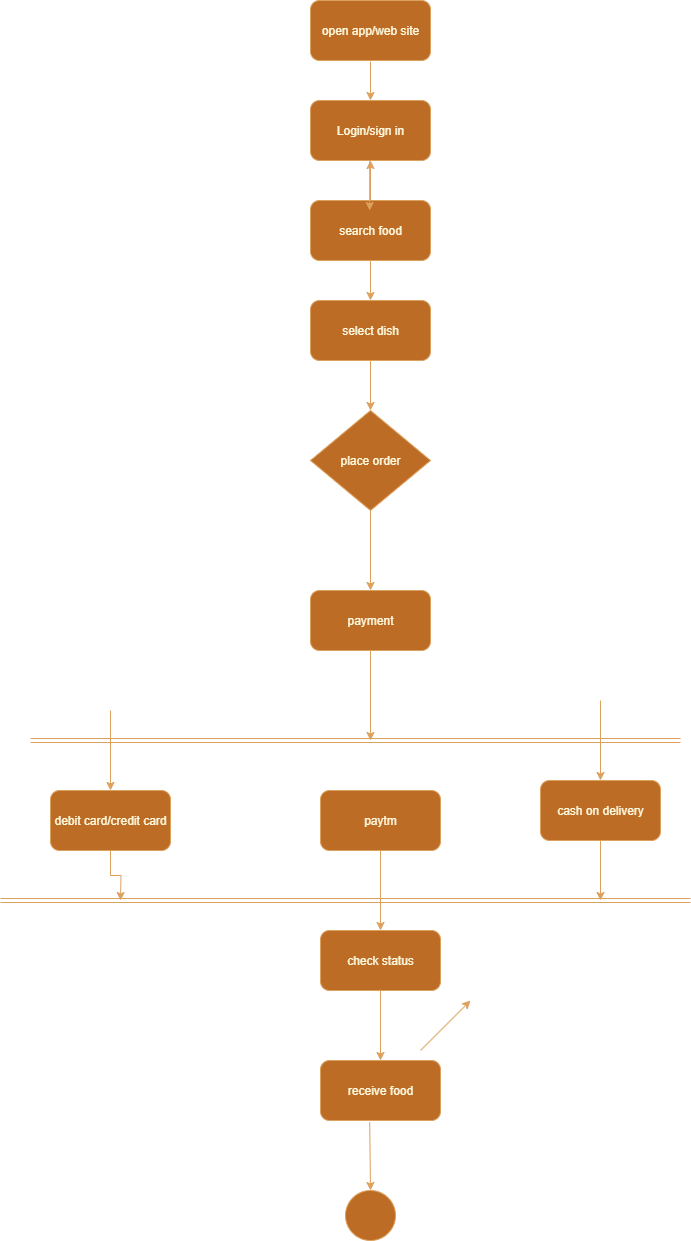 open app/web site
Login/sign in
search food
select dish
place order
payment
debit card/credit card
paytm
cash on delivery
check status
receive food